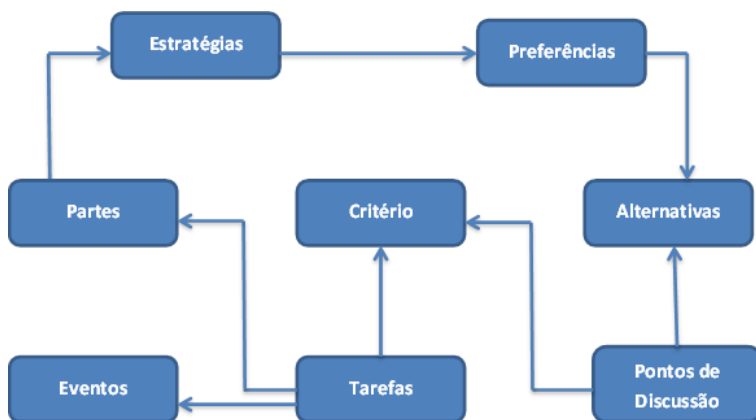 Estratégias
Preferências
Partes
Critério
Alternativas
Eventos
Tarefas
Pontos de
Discussão